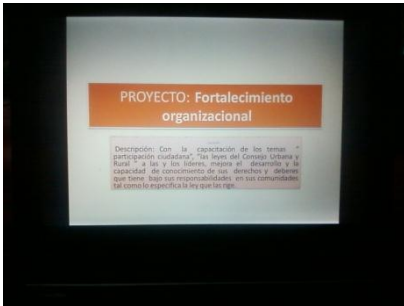 PROYECTO: Fortalecimiento
organizacional
Descripción: Con la capacitación de los temas "
participación ciudadana", "las leyes del Consejo Urbana y
Rural " a las y los líderes, mejora el desarrollo y la
capacidad de conocimiento de sus derechos y deberes
que tiene bajo sus responsabilidades en sus comunidades
tal como lo especifica la ley que las rige.